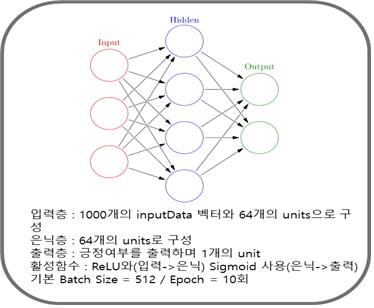 Hidden
Input
Output
입력층 : 1000개의 inputData 벡터와 64개의 units으로 구
성
은닉층 : 64개의 units로 구성
출력층 : 긍정여부를 출력하며 1개의 unit
활성함수 : ReLU와(입력->은닉) Sigmoid 사용(은닉->출력)
기본 Batch Size = 512 / Epoch = 10회